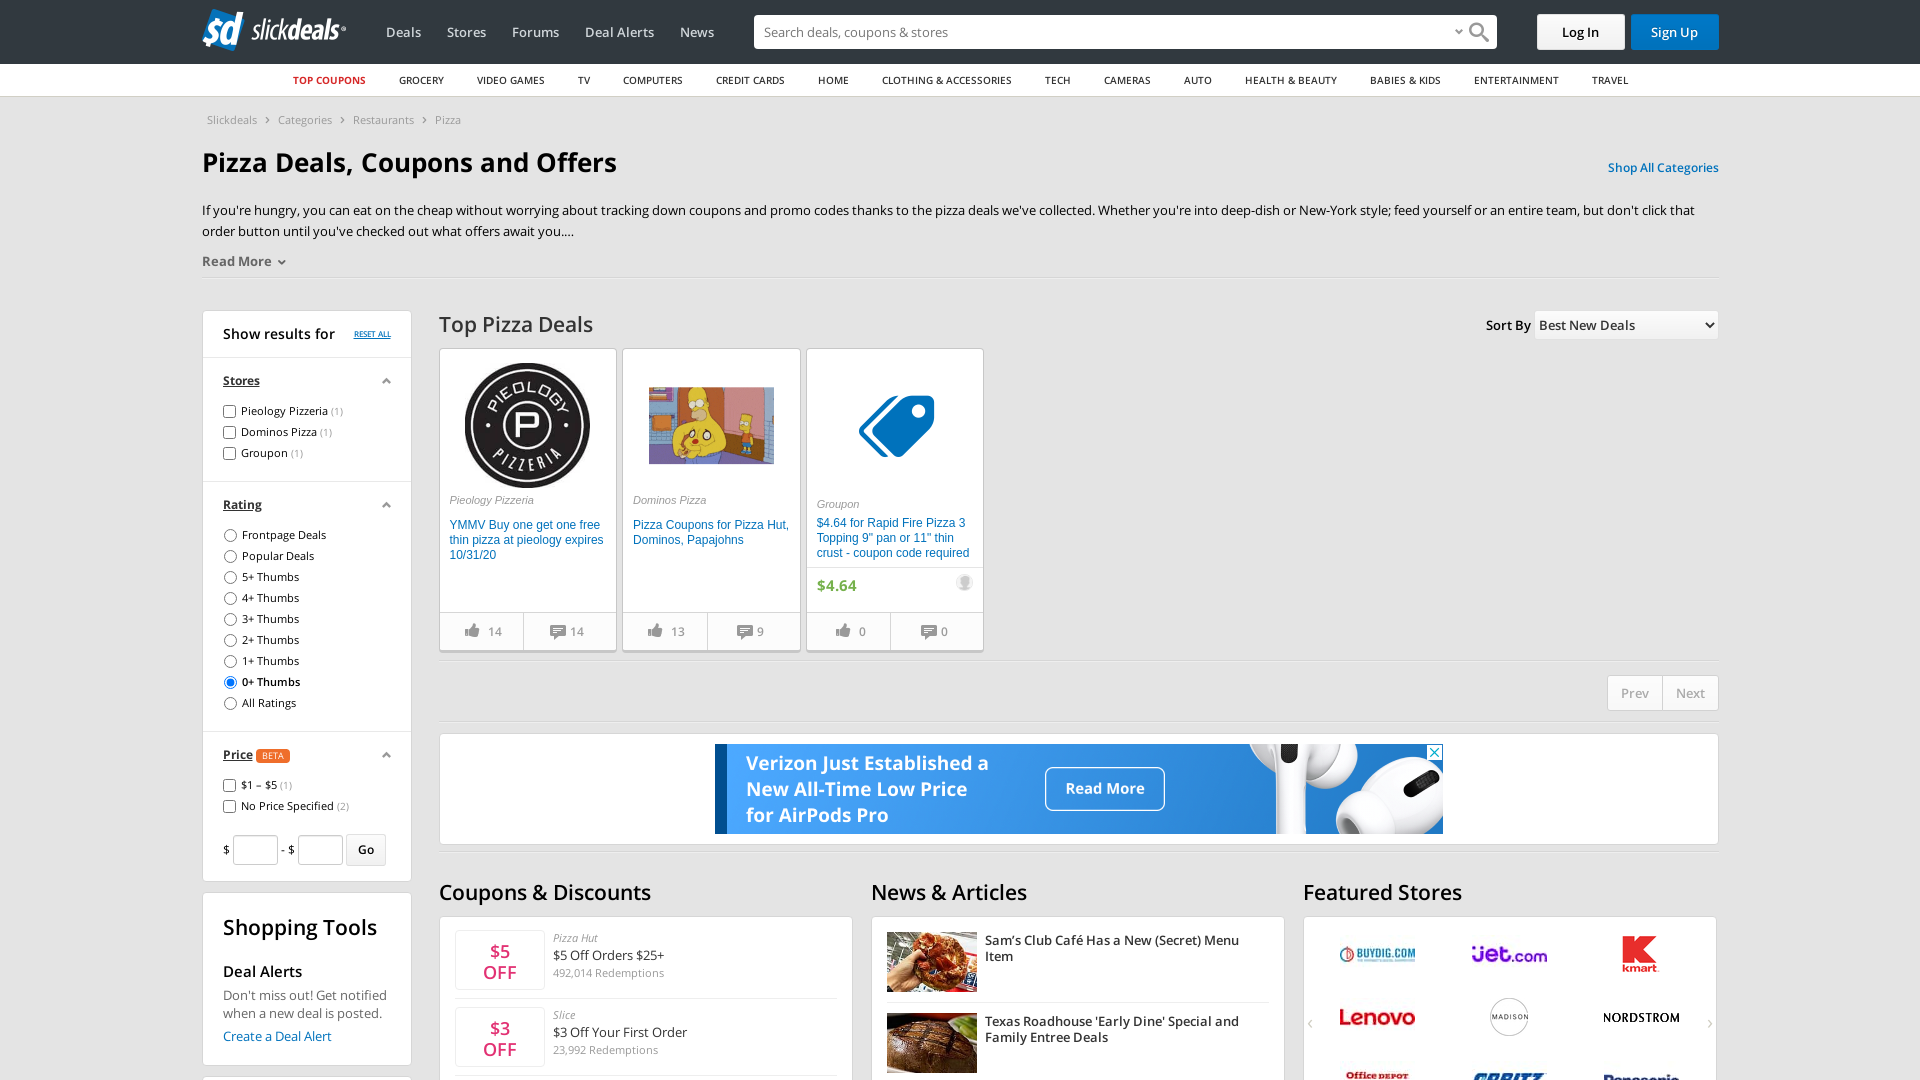 slickdeals
Deals
Stores
Forums
Deal Alerts
News
Search deals, coupons & stores
Log In
Sign Up
TOP COUPONS
GROCERY
VIDEO GAMES
TV
COMPUTERS
CREDIT CARDS
HOME
CLOTHING & ACCESSORIES
TECH
CAMERAS
AUTO
HEALTH & BEAUTY
BABIES & KIDS
ENTERTAINMENT
TRAVEL
Slickdeals
Categories
Restaurants
Pizza
Pizza Deals, Coupons and Offers
Shop All Categories
If you're hungry, you can eat on the cheap without worrying about tracking down coupons and promo codes thanks to the pizza deals we've collected. Whether you're into deep-dish or New-York style; feed yourself or an entire team, but don't click that
order button until you've checked out what offers await you....
Read More
Show results for
RESET ALL
Stores
Pieology Pizzeria (1)
Dominos Pizza (1)
Groupon (1)
Rating
Frontpage Deals
Popular Deals
5+ Thumbs
4+ Thumbs
3+ Thumbs
2+ Thumbs
1+ Thumbs
0+ Thumbs
All Ratings
Price BETA
$1 – $5 (1)
No Price Specified (2)
$ - $ Go
Shopping Tools
Deal Alerts
Don't miss out! Get notified
when a new deal is posted.
Create a Deal Alert
Top Pizza Deals
Sort By Best New Deals
PIEOLOGY
P
PIZZERIA
Pieology Pizzeria
YMMV Buy one get one free
thin pizza at pieology expires
10/31/20
14
14
Dominos Pizza
Pizza Coupons for Pizza Hut,
Dominos, Papajohns
13
9
Groupon
$4.64 for Rapid Fire Pizza 3
Topping 9" pan or 11" thin
crust - coupon code required
$4.64
0
0
Prev
Next
Verizon Just Established a
New All-Time Low Price
for AirPods Pro
Read More
Coupons & Discounts
$5
OFF
Pizza Hut
$5 Off Orders $25+
492,014 Redemptions
$3
OFF
Slice
$3 Off Your First Order
23,992 Redemptions
News & Articles
Sam's Club Café Has a New (Secret) Menu
Item
Texas Roadhouse 'Early Dine' Special and
Family Entree Deals
Featured Stores
BUYDIG.COM
Jet.com
kmart
Lenovo
MADISON
NORDSTROM
Office DEPOT
ORBITZ
Panasonic